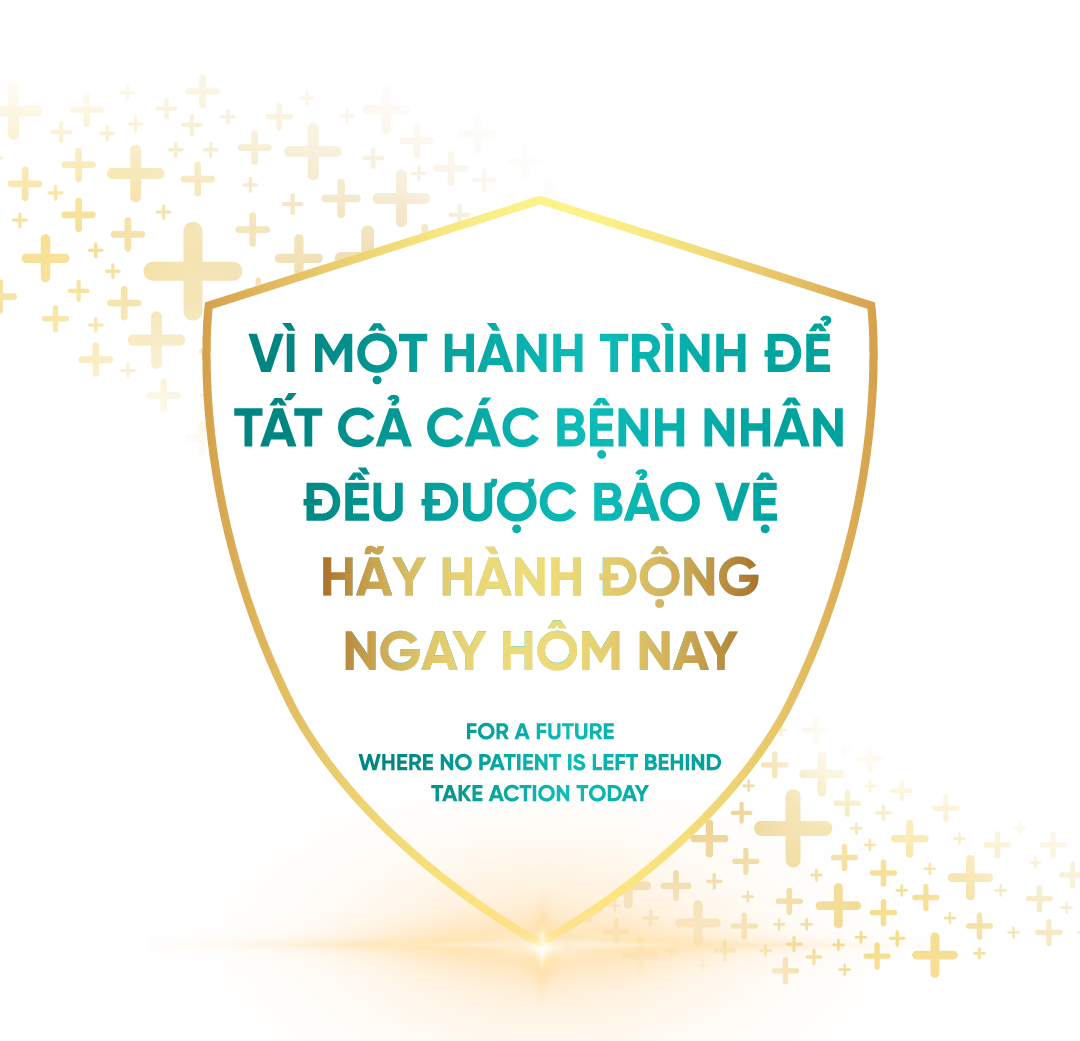 VÌ MỘT HÀNH TRÌNH ĐỂ
TẤT CẢ CÁC BỆNH NHÂN
ĐỀU ĐƯỢC BẢO VỆ
HÃY HÀNH ĐỘNG
NGAY HÔM NAY
FOR A FUTURE
WHERE NO PATIENT IS LEFT BEHIND
TAKE ACTION TODAY